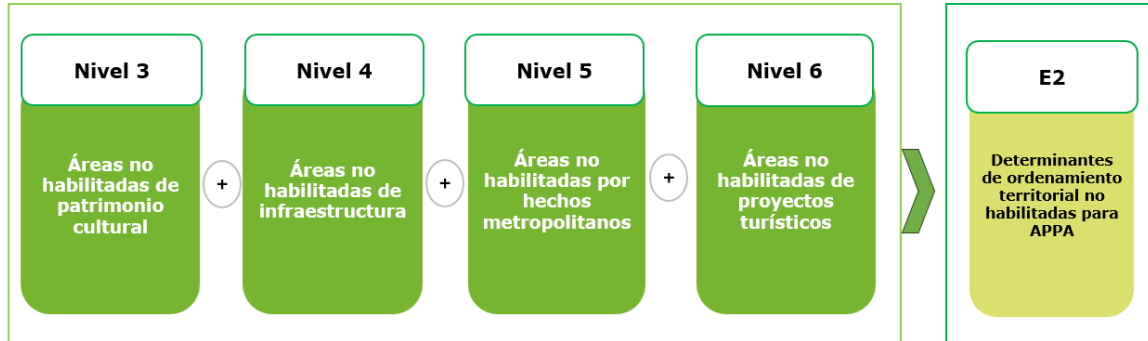 Nivel 3
Áreas no
habilitadas de
patrimonio
cultural
+
Nivel 4
Áreas no
habilitadas de
infraestructura
+
Nivel 5
Áreas no
habilitadas por
hechos
metropolitanos
+
Nivel 6
Áreas no
habilitadas de
proyectos
turísticos
E2
Determinantes
de ordenamiento
territorial no
habilitadas para
APPA